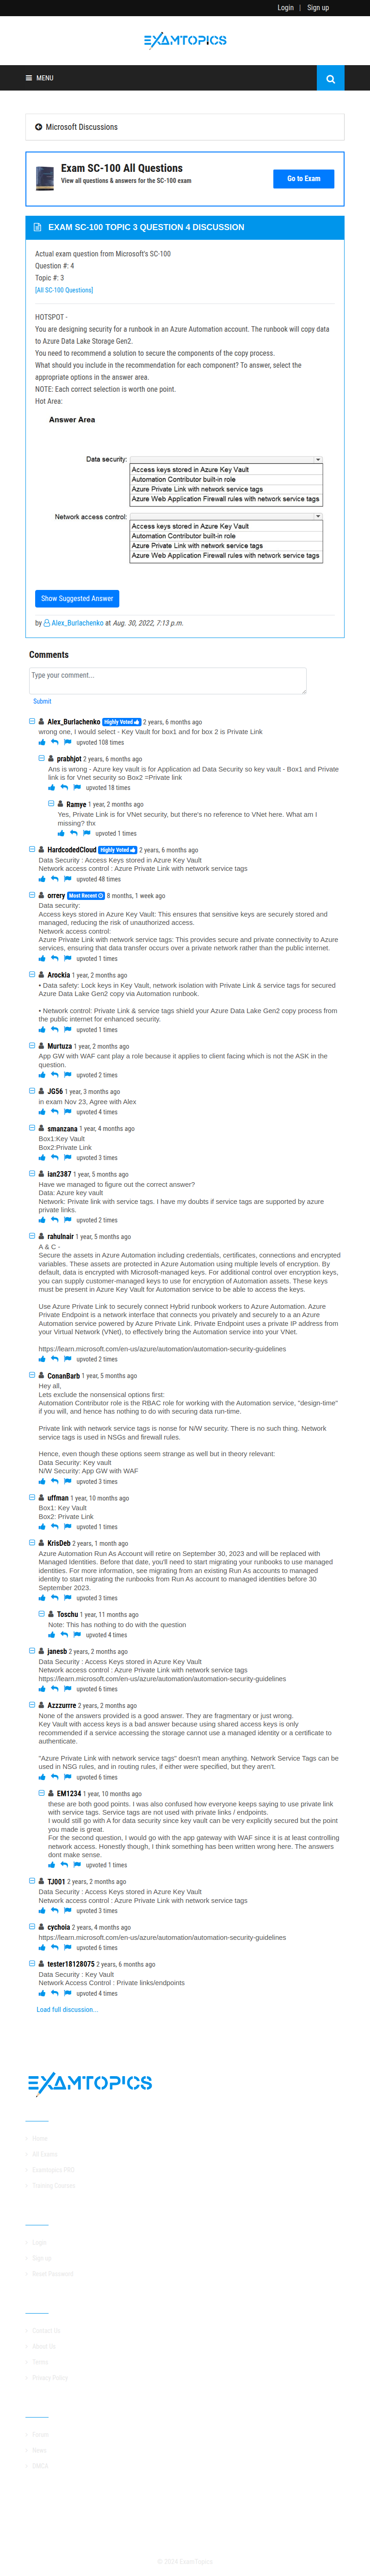 Login | Sign up
EXAMTOPICS
MENU
Microsoft Discussions
Exam SC-100 All Questions
View all questions & answers for the SC-100 exam
Go to Exam
EXAM SC-100 TOPIC 3 QUESTION 4 DISCUSSION
Actual exam question from Microsoft's SC-100
Question #: 4
Topic #: 3
[All SC-100 Questions]
HOTSPOT -
You are designing security for a runbook in an Azure Automation account. The runbook will copy data
to Azure Data Lake Storage Gen2.
You need to recommend a solution to secure the components of the copy process.
What should you include in the recommendation for each component? To answer, select the
appropriate options in the answer area.
NOTE: Each correct selection is worth one point.
Hot Area:
Answer Area
Data security:
Access keys stored in Azure Key Vault
Automation Contributor built-in role
Azure Private Link with network service tags
Azure Web Application Firewall rules with network service tags
Network access control:
Access keys stored in Azure Key Vault
Automation Contributor built-in role
Azure Private Link with network service tags
Azure Web Application Firewall rules with network service tags
Show Suggested Answer
by Alex_Burlachenko at Aug. 30, 2022, 7:13 p.m.
Comments
Type your comment...
Submit
Alex_Burlachenko Highly Voted 2 years, 6 months ago
wrong one, I would select - Key Vault for box1 and for box 2 is Private Link
upvoted 108 times
prabhjot 2 years, 6 months ago
Ans is wrong - Azure key vault is for Application ad Data Security so key vault - Box1 and Private
link is for Vnet security so Box2 =Private link
upvoted 18 times
Ramye 1 year, 2 months ago
Yes, Private Link is for VNet security, but there's no reference to VNet here. What am I
missing? thx
upvoted 1 times
HardcodedCloud Highly Voted 2 years, 6 months ago
Data Security : Access Keys stored in Azure Key Vault
Network access control : Azure Private Link with network service tags
upvoted 48 times
orrery Most Recent 8 months, 1 week ago
Data security:
Access keys stored in Azure Key Vault: This ensures that sensitive keys are securely stored and
managed, reducing the risk of unauthorized access.
Network access control:
Azure Private Link with network service tags: This provides secure and private connectivity to Azure
services, ensuring that data transfer occurs over a private network rather than the public internet.
upvoted 1 times
Arockia 1 year, 2 months ago
• Data safety: Lock keys in Key Vault, network isolation with Private Link & service tags for secured
Azure Data Lake Gen2 copy via Automation runbook.
• Network control: Private Link & service tags shield your Azure Data Lake Gen2 copy process from
the public internet for enhanced security.
upvoted 1 times
Murtuza 1 year, 2 months ago
App GW with WAF cant play a role because it applies to client facing which is not the ASK in the
question.
upvoted 2 times
JG56 1 year, 3 months ago
in exam Nov 23, Agree with Alex
upvoted 4 times
smanzana 1 year, 4 months ago
Box1:Key Vault
Box2:Private Link
upvoted 3 times
ian2387 1 year, 5 months ago
Have we managed to figure out the correct answer?
Data: Azure key vault
Network: Private link with service tags. I have my doubts if service tags are supported by azure
private links.
upvoted 2 times
rahulnair 1 year, 5 months ago
A & C -
Secure the assets in Azure Automation including credentials, certificates, connections and encrypted
variables. These assets are protected in Azure Automation using multiple levels of encryption. By
default, data is encrypted with Microsoft-managed keys. For additional control over encryption keys,
you can supply customer-managed keys to use for encryption of Automation assets. These keys
must be present in Azure Key Vault for Automation service to be able to access the keys.
Use Azure Private Link to securely connect Hybrid runbook workers to Azure Automation. Azure
Private Endpoint is a network interface that connects you privately and securely to a an Azure
Automation service powered by Azure Private Link. Private Endpoint uses a private IP address from
your Virtual Network (VNet), to effectively bring the Automation service into your VNet.
https://learn.microsoft.com/en-us/azure/automation/automation-security-guidelines
upvoted 2 times
ConanBarb 1 year, 5 months ago
Hey all,
Lets exclude the nonsensical options first:
Automation Contributor role is the RBAC role for working with the Automation service, "design-time"
if you will, and hence has nothing to do with securing data run-time.
Private link with network service tags is nonse for N/W security. There is no such thing. Network
service tags is used in NSGs and firewall rules.
Hence, even though these options seem strange as well but in theory relevant:
Data Security: Key vault
N/W Security: App GW with WAF
upvoted 3 times
uffman 1 year, 10 months ago
Box1: Key Vault
Box2: Private Link
upvoted 1 times
KrisDeb 2 years, 1 month ago
Azure Automation Run As Account will retire on September 30, 2023 and will be replaced with
Managed Identities. Before that date, you'll need to start migrating your runbooks to use managed
identities. For more information, see migrating from an existing Run As accounts to managed
identity to start migrating the runbooks from Run As account to managed identities before 30
September 2023.
upvoted 3 times
Toschu 1 year, 11 months ago
Note: This has nothing to do with the question
upvoted 4 times
janesb 2 years, 2 months ago
Data Security : Access Keys stored in Azure Key Vault
Network access control : Azure Private Link with network service tags
https://learn.microsoft.com/en-us/azure/automation/automation-security-guidelines
upvoted 6 times
Azzzurrre 2 years, 2 months ago
None of the answers provided is a good answer. They are fragmentary or just wrong.
Key Vault with access keys is a bad answer because using shared access keys is only
recommended if a service accessing the storage cannot use a managed identity or a certificate to
authenticate.
"Azure Private Link with network service tags" doesn't mean anything. Network Service Tags can be
used in NSG rules, and in routing rules, if either were specified, but they aren't.
upvoted 6 times
EM1234 1 year, 10 months ago
these are both good points. I was also confused how everyone keeps saying to use private link
with service tags. Service tags are not used with private links / endpoints.
I would still go with A for data security since key vault can be very explicitly secured but the point
you made is great.
For the second question, I would go with the app gateway with WAF since it is at least controlling
network access. Honestly though, I think something has been written very wrong. The answers
dont make sense.
upvoted 1 times
TJ001 2 years, 2 months ago
Data Security : Access Keys stored in Azure Key Vault
Network access control : Azure Private Link with network service tags
upvoted 3 times
cychoia 2 years, 4 months ago
https://learn.microsoft.com/en-us/azure/automation/automation-security-guidelines
upvoted 6 times
tester18128075 2 years, 6 months ago
Data Security : Key Vault
Network Access Control : Private links/endpoints
upvoted 4 times
Load full discussion...
EXAMTOPICS
Home
All Exams
Examtopics PRO
Training Courses
Login
Sign up
Reset Password
Contact Us
About Us
Terms
Privacy Policy
Forum
News
DMCA
© 2024 ExamTopics